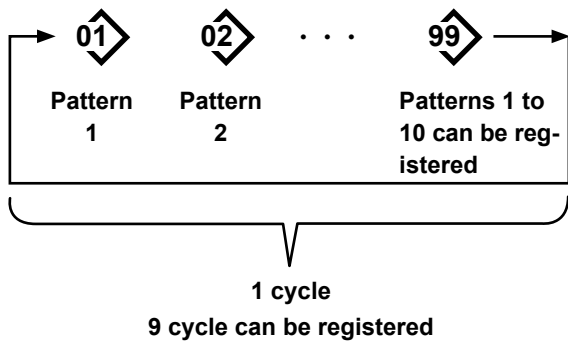 01 02 · · · 99
Pattern 1
Pattern 2
Patterns 1 to
10 can be reg-
istered
1 cycle
9 cycle can be registered